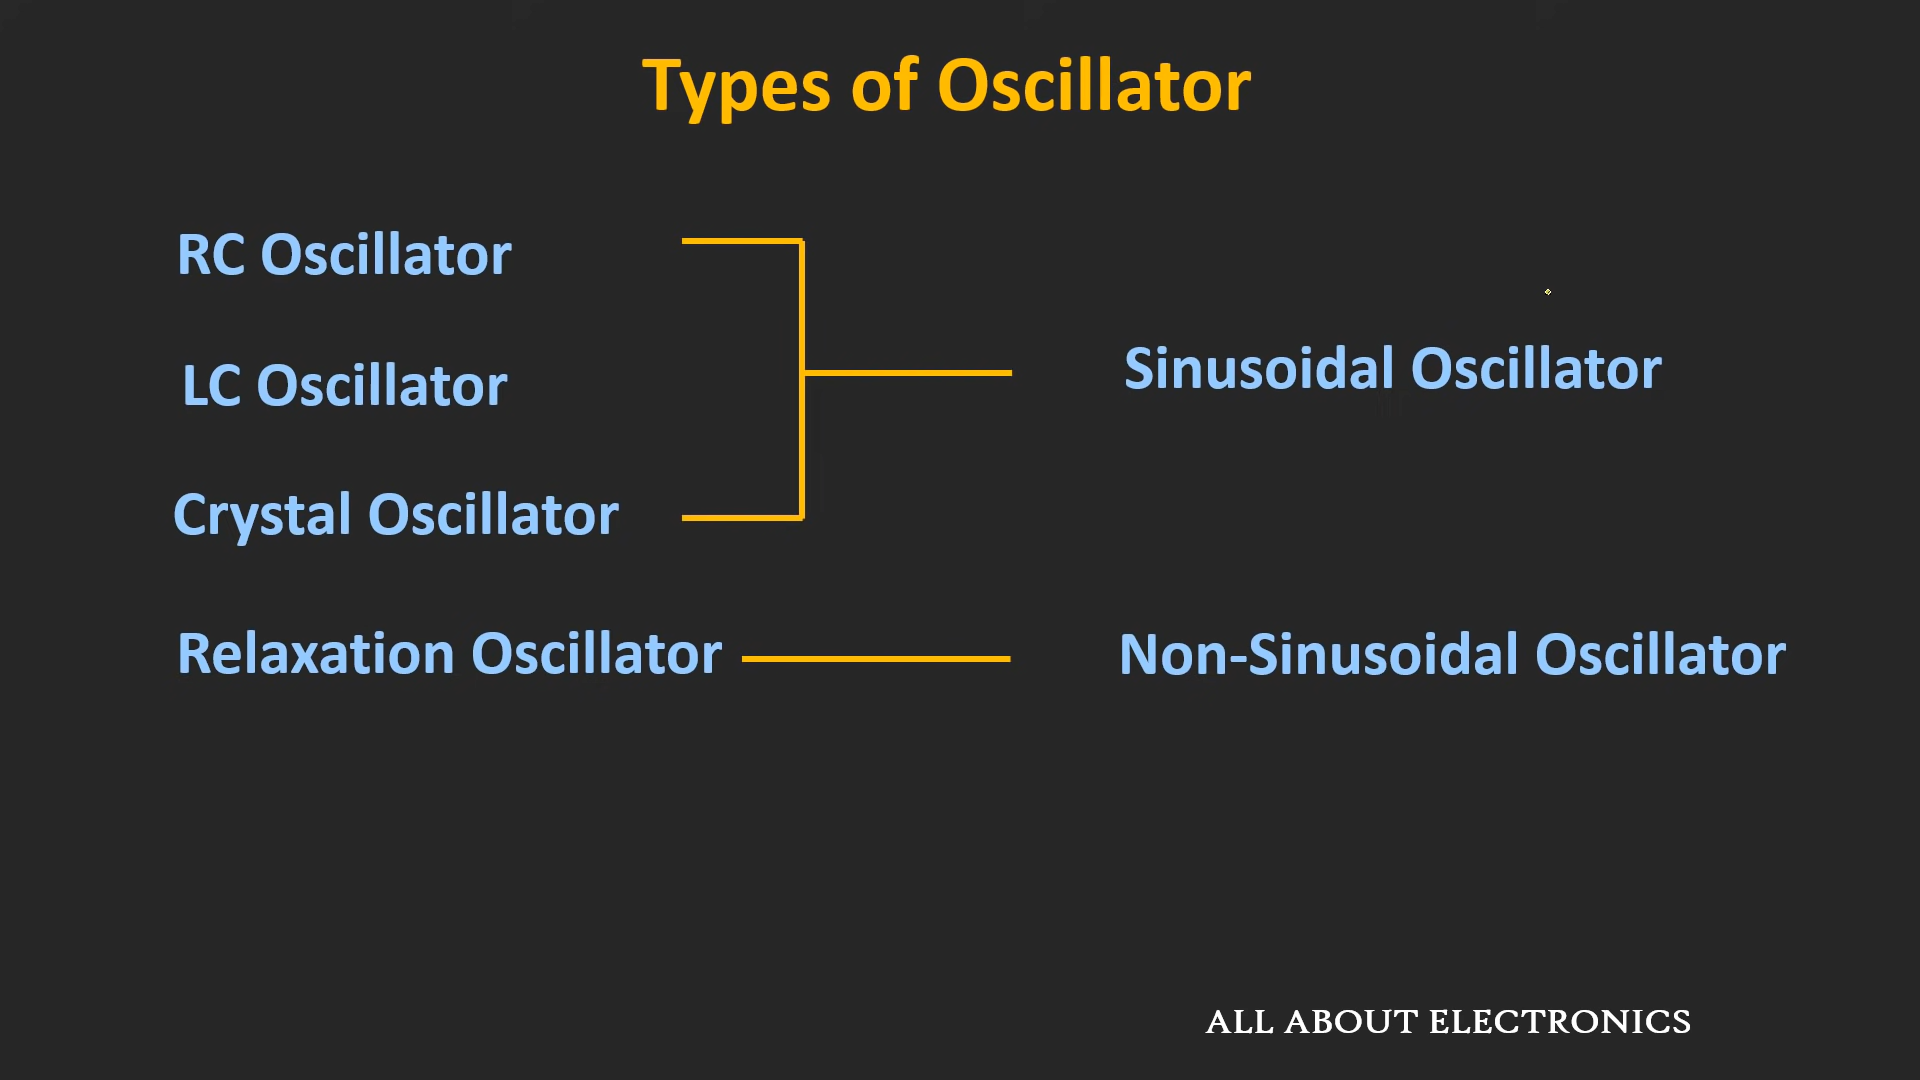 Types of Oscillator
RC Oscillator
LC Oscillator
Crystal Oscillator
Sinusoidal Oscillator
Relaxation Oscillator
Non-Sinusoidal Oscillator
ALL ABOUT ELECTRONICS